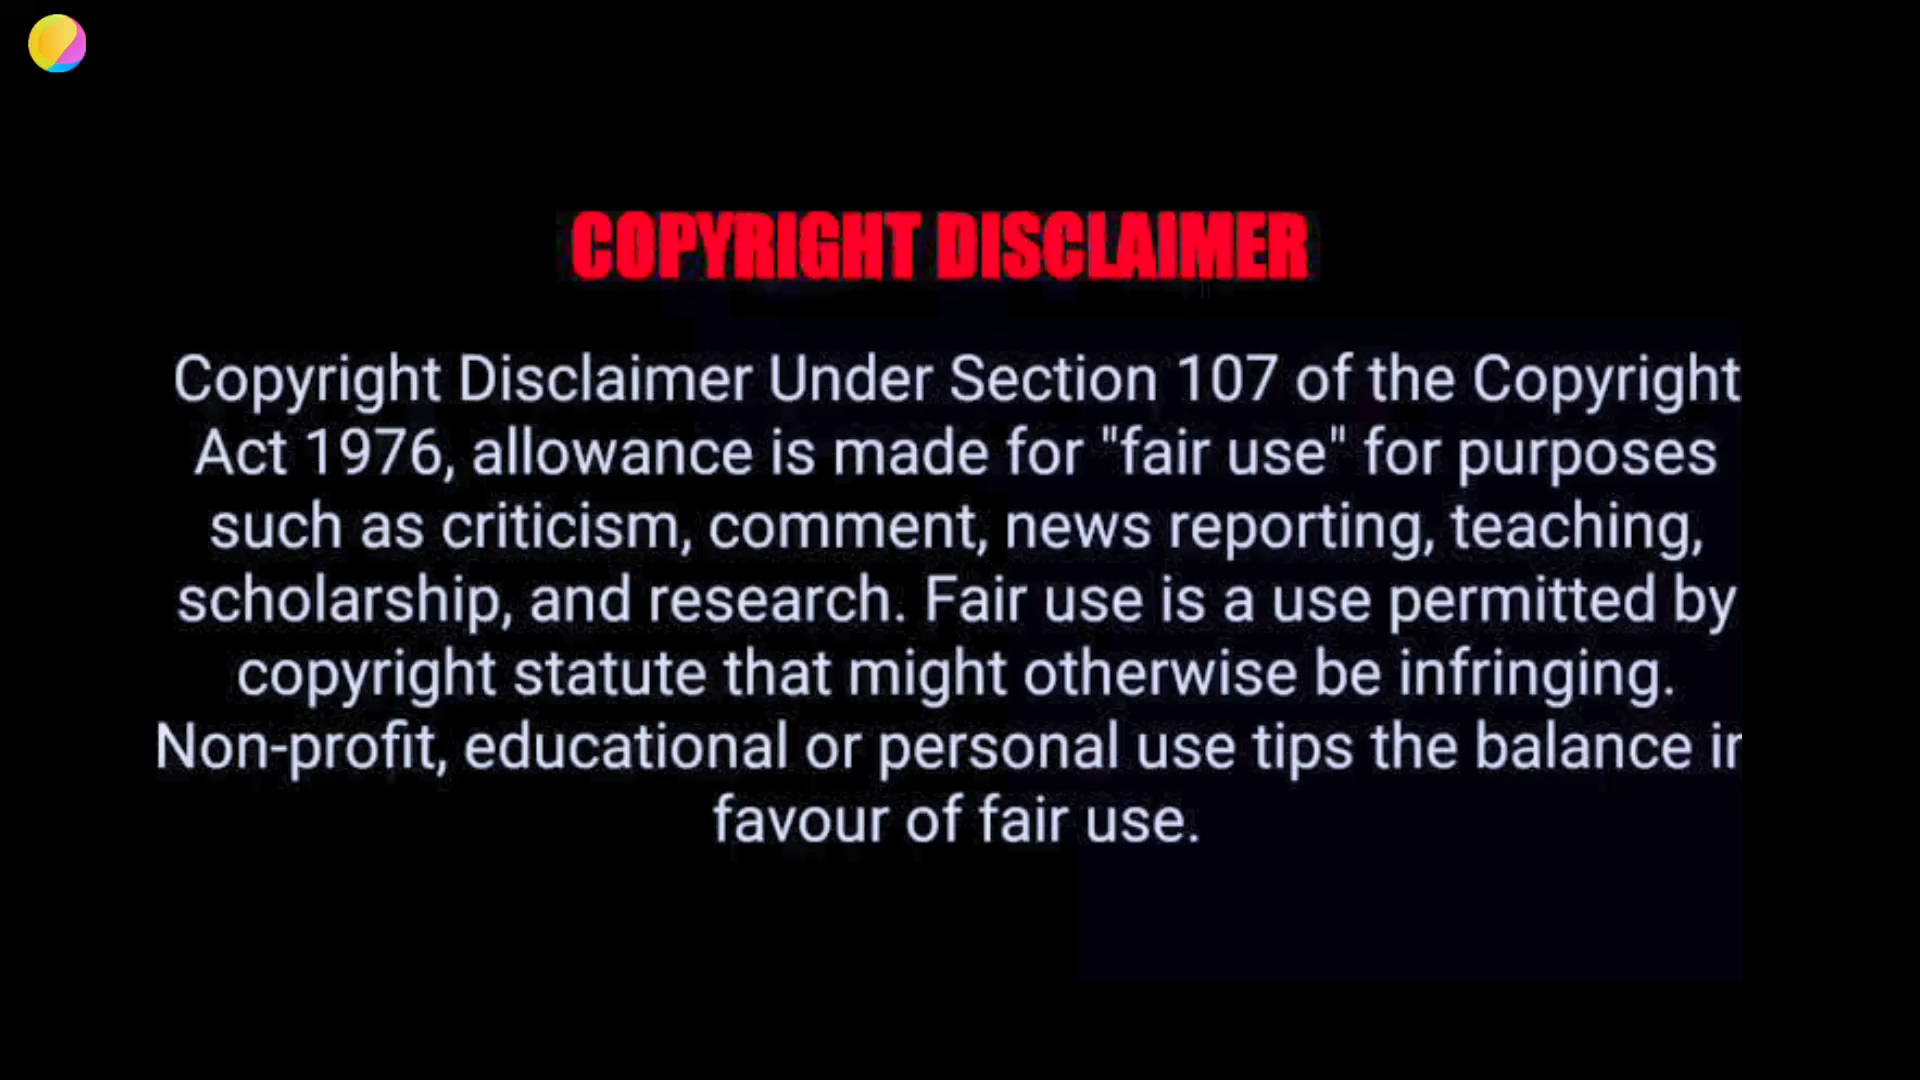 COPYRIGHT DISCLAIMER
Copyright Disclaimer Under Section 107 of the Copyright
Act 1976, allowance is made for "fair use" for purposes
such as criticism, comment, news reporting, teaching,
scholarship, and research. Fair use is a use permitted by
copyright statute that might otherwise be infringing.
Non-profit, educational or personal use tips the balance in
favour of fair use.